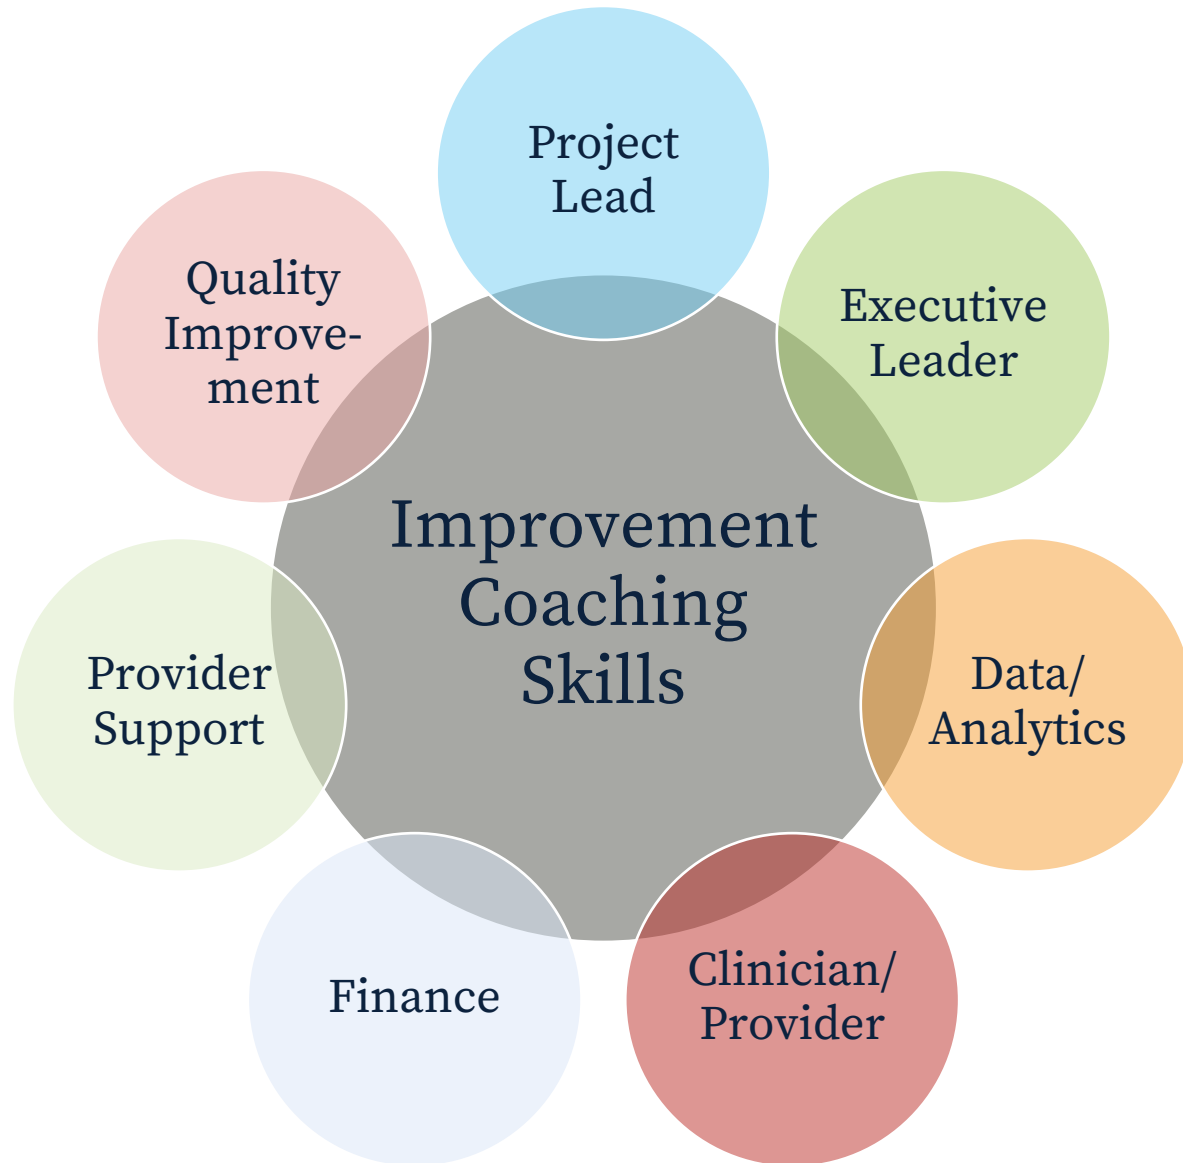 Project
Lead
Executive
Leader
Data/
Analytics
Clinician/
Provider
Finance
Provider
Support
Quality
Improve-
ment
Improvement
Coaching
Skills